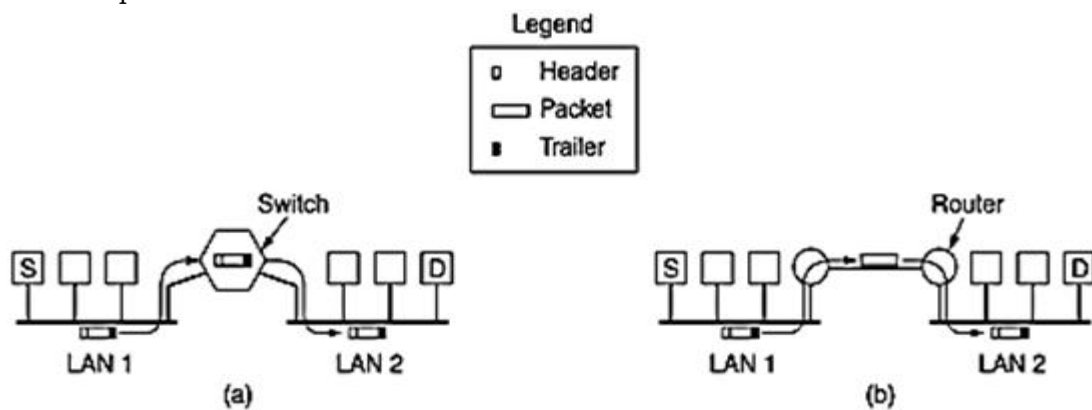 Legend
Header
Packet
Trailer
Switch
Router
S
D
S
D
LAN 1
LAN 2
LAN 1
LAN 2
(a)
(b)